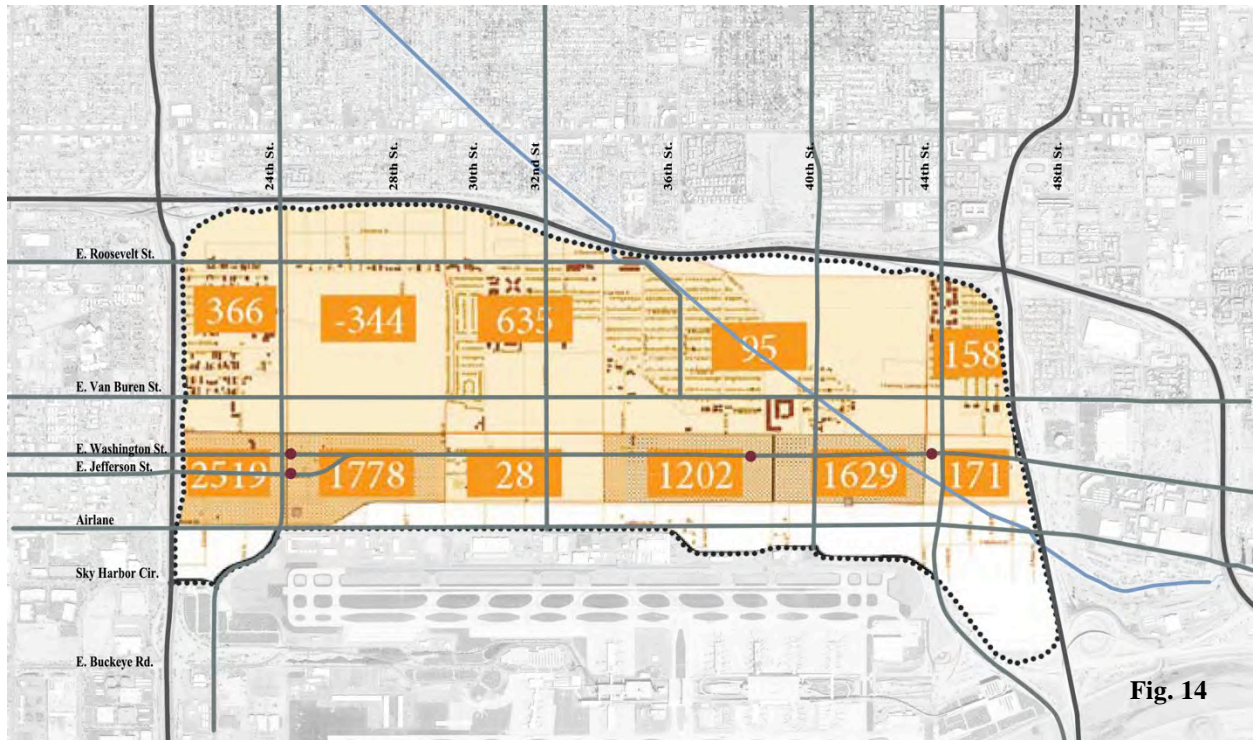 24th St.
28th St.
30th St.
32nd St
36th St.
40th St.
44th St.
48th St.
E. Roosevelt St.
366
-344
635
95
158
E. Van Buren St.
E. Washington St.
E. Jefferson St.
2519
1778
28
1202
1629
171
Airlane
Sky Harbor Cir.
E. Buckeye Rd.
Fig. 14